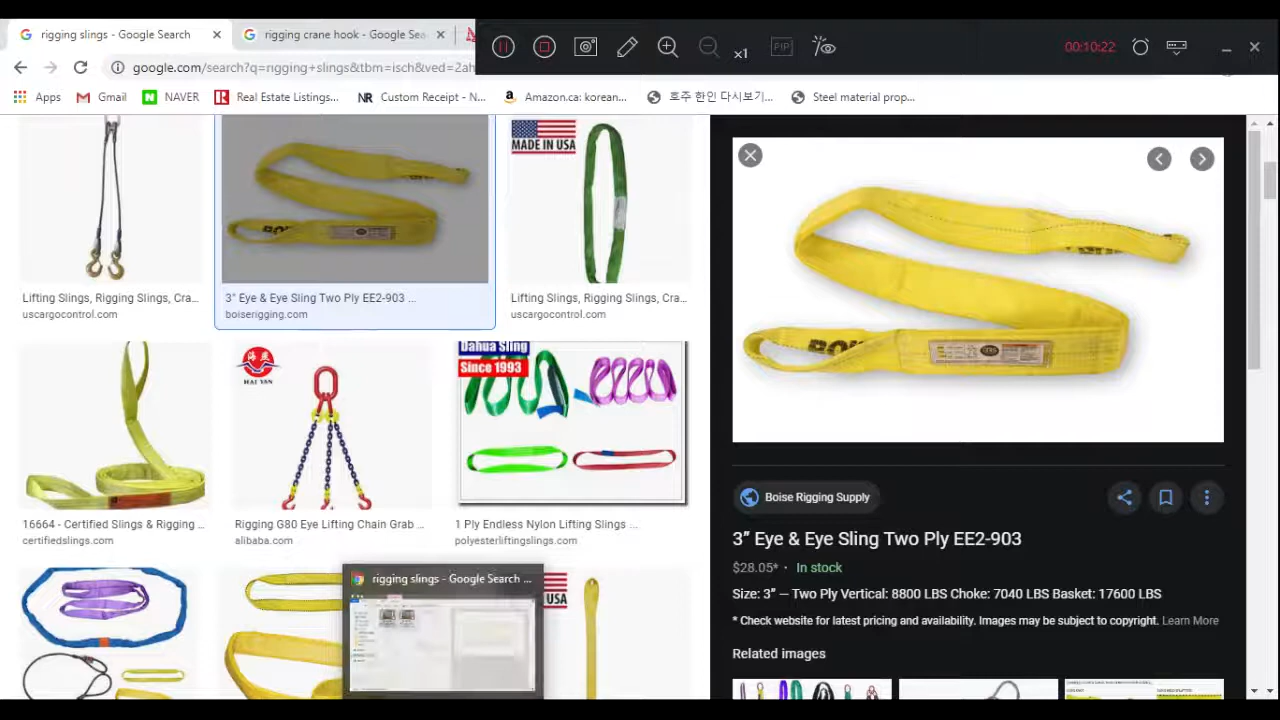 rigging slings - Google Search
rigging crane hook - Google Sea
x1
PIP
00:10:22
google.com/search?q=rigging+slings&tbm=isch&ved=2ah
Apps
Gmail
NAVER
Real Estate Listings...
Custom Receipt - N...
Amazon.ca: korean...
호주 한인 다시보기...
Steel material prop...
MADE IN USA
Lifting Slings, Rigging Slings, Cra...
uscargocontrol.com
3" Eye & Eye Sling Two Ply EE2-903 ...
boiserigging.com
Lifting Slings, Rigging Slings, Cra...
uscargocontrol.com
HAI YAN
Dahua Sling
Since 1993
16664 - Certified Slings & Rigging ...
certifiedslings.com
Rigging G80 Eye Lifting Chain Grab ...
alibaba.com
1 Ply Endless Nylon Lifting Slings ...
polyesterliftingslings.com
rigging slings - Google Search ...
USA
Boise Rigging Supply
3” Eye & Eye Sling Two Ply EE2-903
$28.05* · In stock
Size: 3” — Two Ply Vertical: 8800 LBS Choke: 7040 LBS Basket: 17600 LBS
* Check website for latest pricing and availability. Images may be subject to copyright. Learn More
Related images